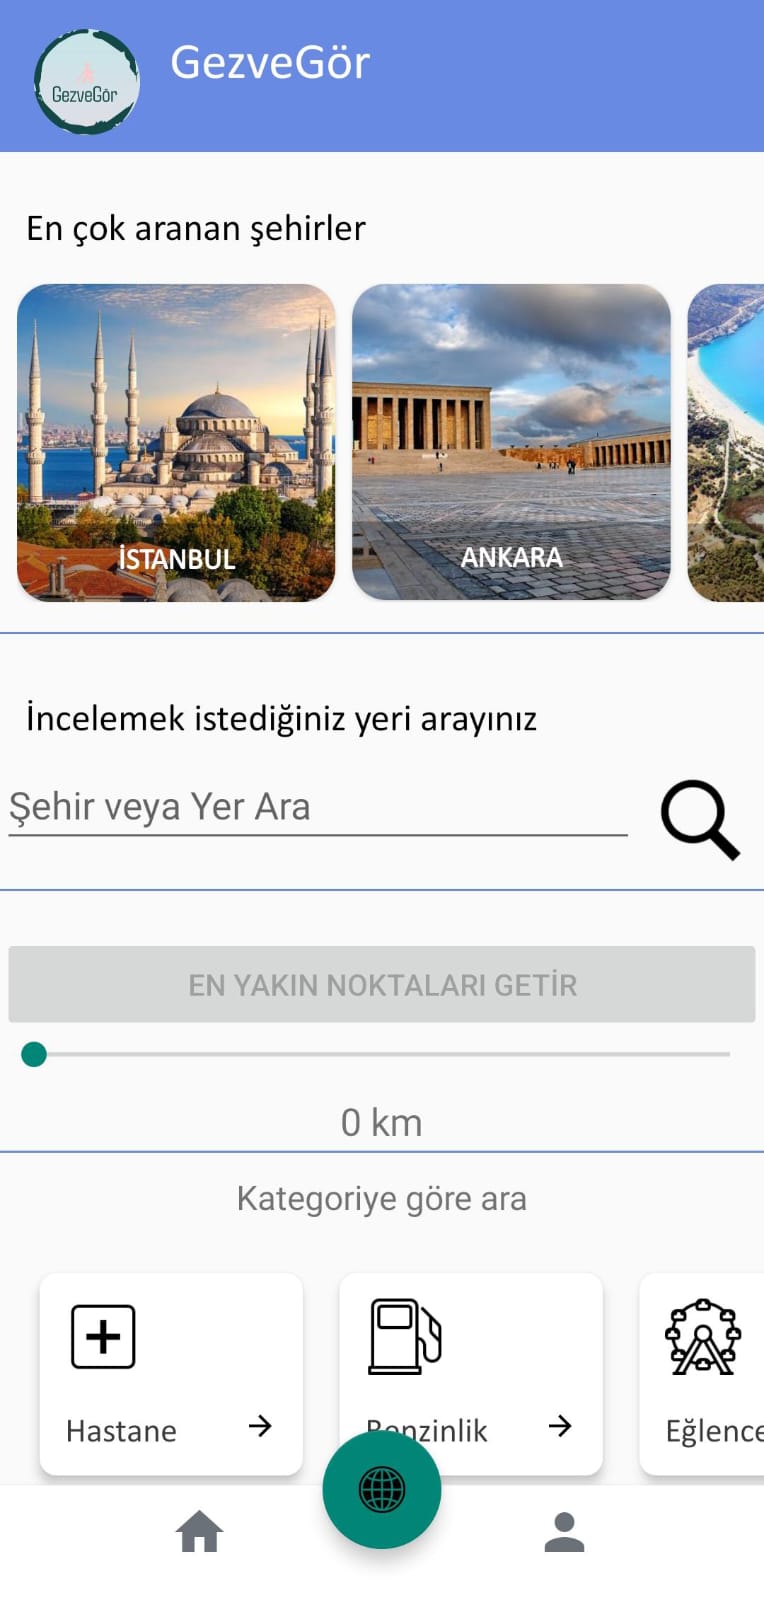 GezveGör
GezveGör
En çok aranan şehirler
İSTANBUL
ANKARA
İncelemek istediğiniz yeri arayınız
Şehir veya Yer Ara
EN YAKIN NOKTALARI GETİR
0 km
Kategoriye göre ara
Hastane
Benzinlik
Eğlence